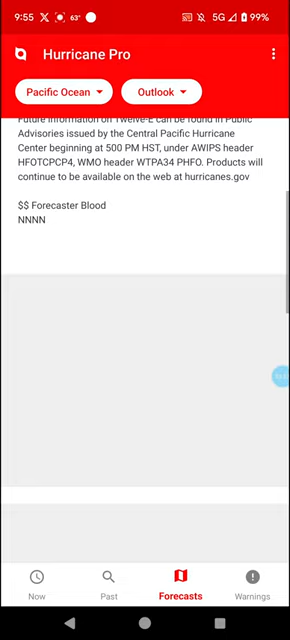 9:55 X 63° 5G 99%
Hurricane Pro
Pacific Ocean Outlook
Future information on Twelve-E can be found in Public
Advisories issued by the Central Pacific Hurricane
Center beginning at 500 PM HST, under AWIPS header
HFOTCPCP4, WMO header WTPA34 PHFO. Products will
continue to be available on the web at hurricanes.gov
$$ Forecaster Blood
NNNN
Now Past Forecasts Warnings